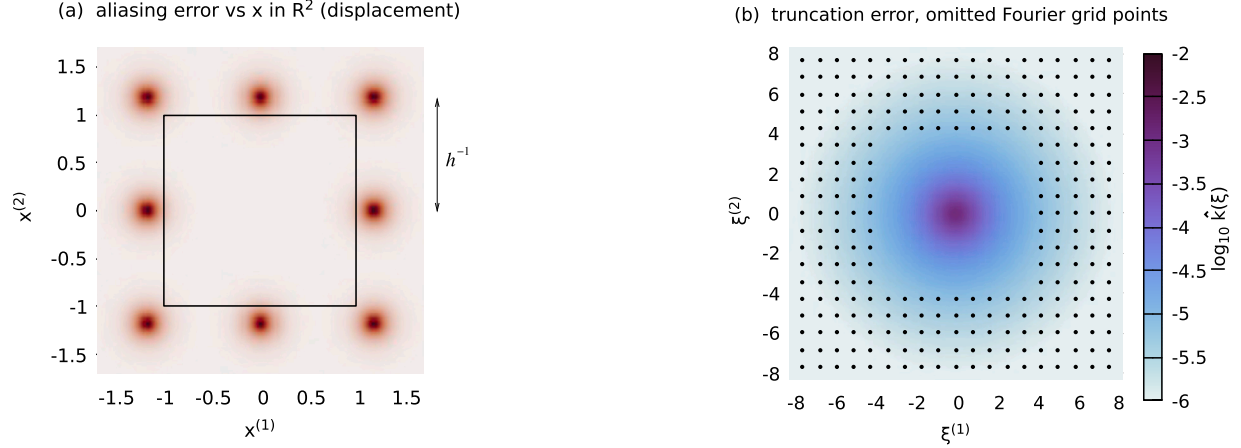 (a) aliasing error vs x in R² (displacement)
1.5
1
0.5
0
-0.5
-1
-1.5
x⁽²⁾
-1.5 -1 -0.5 0 0.5 1 1.5
x⁽¹⁾
h⁻¹
(b) truncation error, omitted Fourier grid points
8
6
4
2
0
-2
-4
-6
-8
ξ⁽²⁾
-8 -6 -4 -2 0 2 4 6 8
ξ⁽¹⁾
-2
-2.5
-3
-3.5
-4
-4.5
-5
-5.5
-6
log₁₀ k̂(ξ)